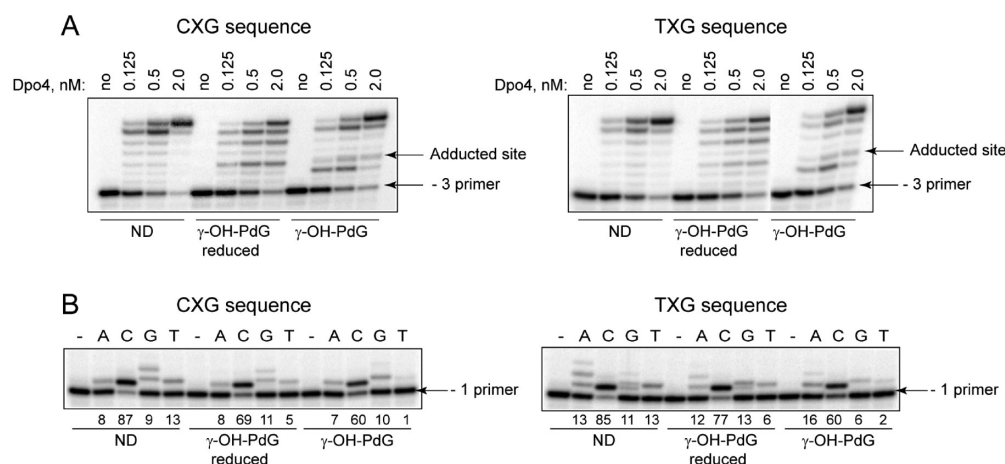 A
CXG sequence
TXG sequence
Dpo4, nM: no 0.125 0.5 2.0 no 0.125 0.5 2.0 no 0.125 0.5 2.0
Dpo4, nM: no 0.125 0.5 2.0 no 0.125 0.5 2.0 no 0.125 0.5 2.0
Adducted site
- 3 primer
Adducted site
- 3 primer
ND γ-OH-PdG γ-OH-PdG
reduced
ND γ-OH-PdG γ-OH-PdG
reduced
B
CXG sequence
TXG sequence
- A C G T - A C G T - A C G T
- A C G T - A C G T - A C G T
- 1 primer
- 1 primer
8 87 9 13 8 69 11 5 7 60 10 1
13 85 11 13 12 77 13 6 16 60 6 2
ND γ-OH-PdG γ-OH-PdG
reduced
ND γ-OH-PdG γ-OH-PdG
reduced